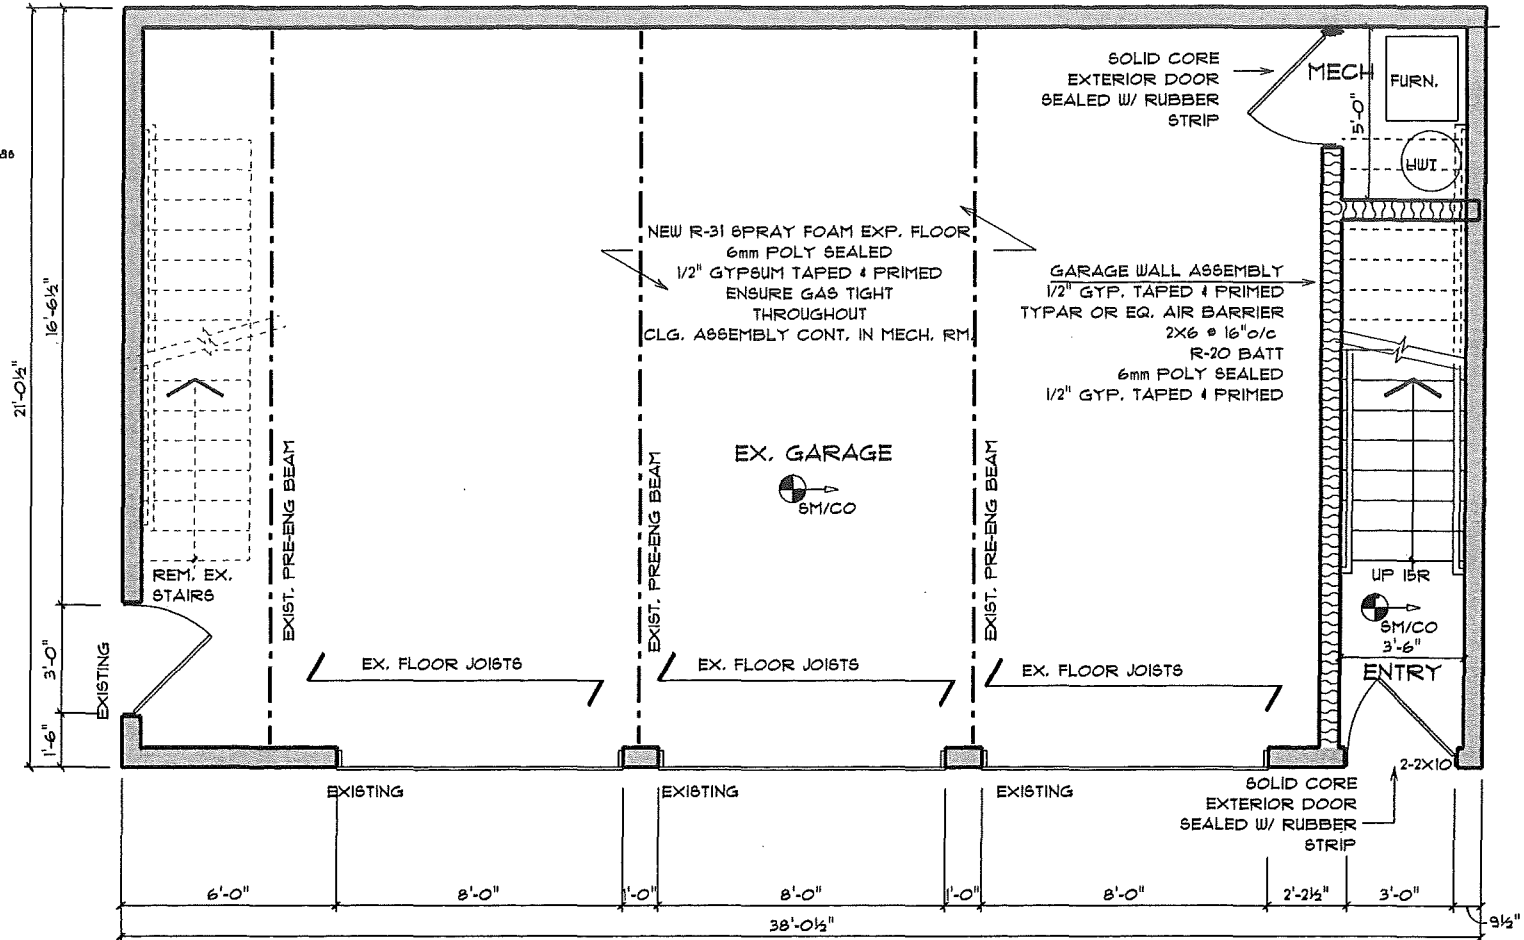 SOLID CORE
EXTERIOR DOOR
SEALED W/ RUBBER
STRIP
MECH
FURN.
5'-0"
HWT
NEW R-31 SPRAY FOAM EXP. FLOOR
6mm POLY SEALED
1/2" GYPSUM TAPED & PRIMED
ENSURE GAS TIGHT
THROUGHOUT
CLG. ASSEMBLY CONT. IN MECH. RM.
GARAGE WALL ASSEMBLY
1/2" GYP. TAPED & PRIMED
TYPAR OR EQ. AIR BARRIER
2X6 @ 16"o/c
R-20 BATT
6mm POLY SEALED
1/2" GYP. TAPED & PRIMED
21'-0½"
16'-6½"
3'-0"
1'-6"
EXISTING
EXIST. PRE-ENG BEAM
EXIST. PRE-ENG BEAM
EXIST. PRE-ENG BEAM
EX. GARAGE
SM/CO
REM. EX.
STAIRS
UP 15R
SM/CO
3'-6"
ENTRY
EX. FLOOR JOISTS
EX. FLOOR JOISTS
EX. FLOOR JOISTS
2-2X10
EXISTING
EXISTING
EXISTING
SOLID CORE
EXTERIOR DOOR
SEALED W/ RUBBER
STRIP
6'-0"
8'-0"
1'-0"
8'-0"
1'-0"
8'-0"
2'-2½"
3'-0"
9½"
38'-0½"